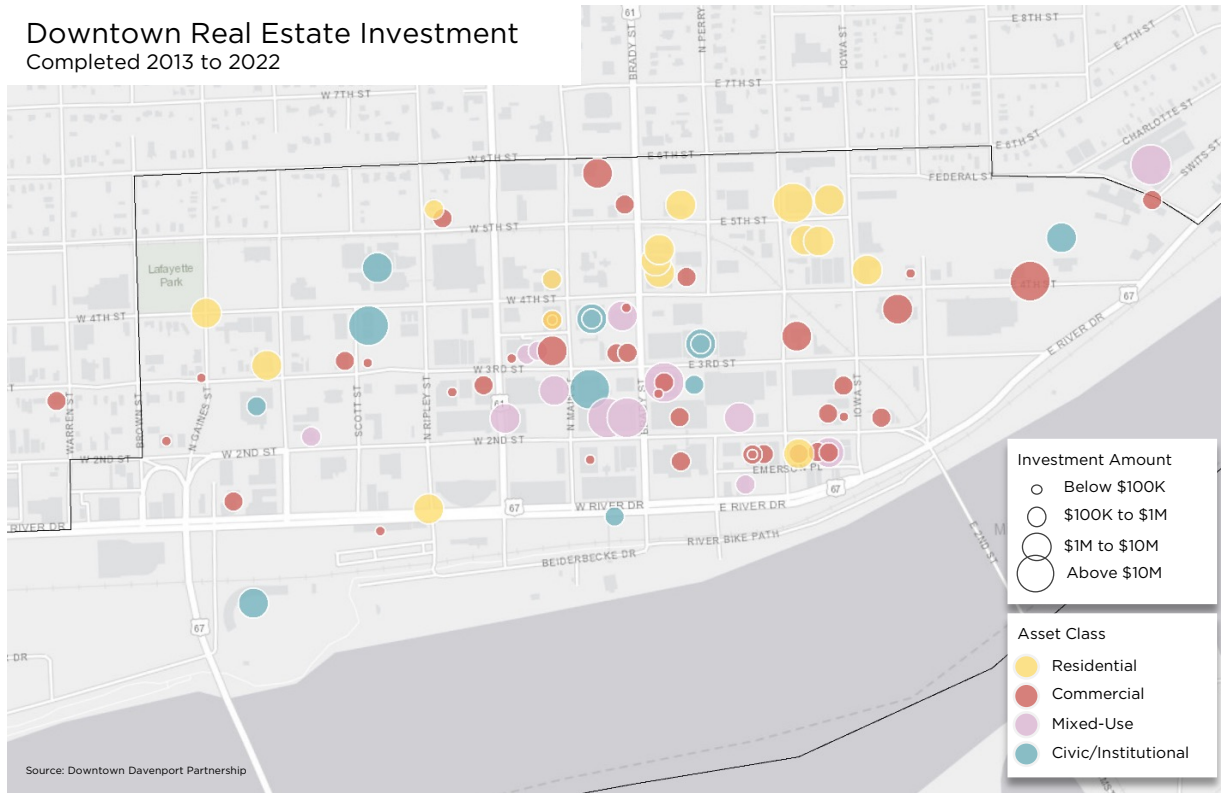 Downtown Real Estate Investment
Completed 2013 to 2022
61
BRADY ST
N PERRY
IOWA ST
E 8TH ST
E 7TH ST
W 7TH ST
E 7TH ST
CHARLOTTE ST
E 6TH ST
SWITS ST
W 6TH ST
E 6TH ST
FEDERAL ST
W 5TH ST
E 5TH ST
Lafayette
Park
W 4TH ST
W 4TH ST
4TH ST
67
E RIVER DR
W 3RD ST
E 3RD ST
WARREN ST
BROWN ST
N GAINES ST
SCOTT ST
N RIPLEY ST
61
N MAIN S
IOWA ST
W 2ND ST
W 2ND ST
W 2ND ST
EMERSON PL
67
67
W RIVER DR
E RIVER DR
RIVER DR
RIVER BIKE PATH
BEIDERBECKE DR
E 2ND ST
67
DR
Investment Amount
Below $100K
$100K to $1M
$1M to $10M
Above $10M
Asset Class
Residential
Commercial
Mixed-Use
Civic/Institutional
Source: Downtown Davenport Partnership